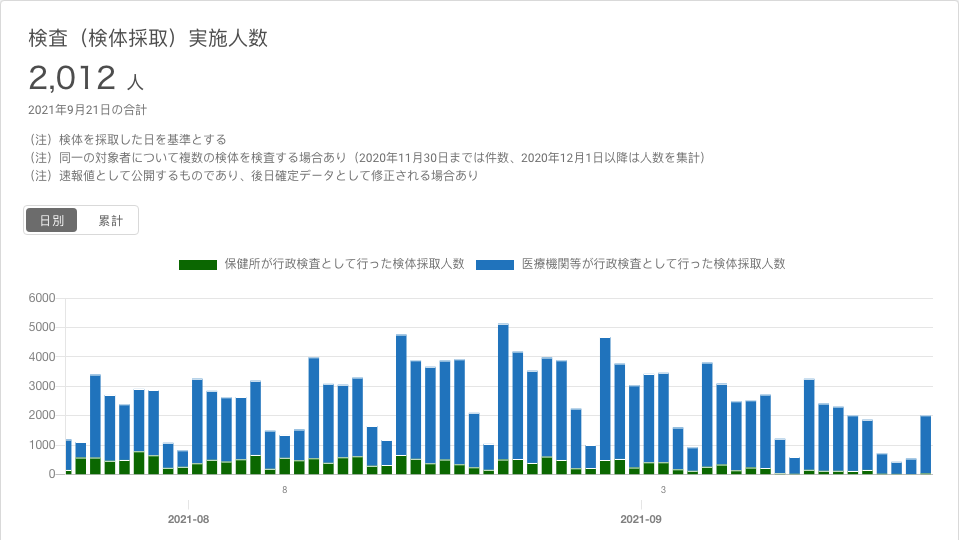 検査（検体採取）実施人数
2,012 人
2021年9月21日の合計
（注）検体を採取した日を基準とする
（注）同一の対象者について複数の検体を検査する場合あり（2020年11月30日までは件数、2020年12月1日以降は人数を集計）
（注）速報値として公開するものであり、後日確定データとして修正される場合あり
日別 累計
保健所が行政検査として行った検体採取人数 医療機関等が行政検査として行った検体採取人数
6000
5000
4000
3000
2000
1000
0
8 3
2021-08 2021-09